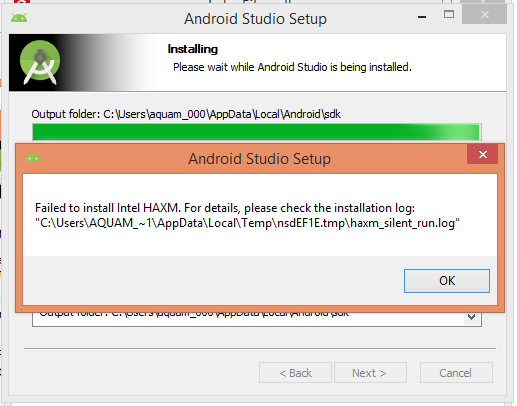 Android Studio Setup
Installing
Please wait while Android Studio is being installed.
Output folder: C:\Users\aquam_000\AppData\Local\Android\sdk
Android Studio Setup
Failed to install Intel HAXM. For details, please check the installation log:
"C:\Users\AQUAM_~1\AppData\Local\Temp\nsdEF1E.tmp\haxm_silent_run.log"
OK
Output folder: C:\Users\aquam_000\AppData\Local\Android\sdk
< Back
Next >
Cancel